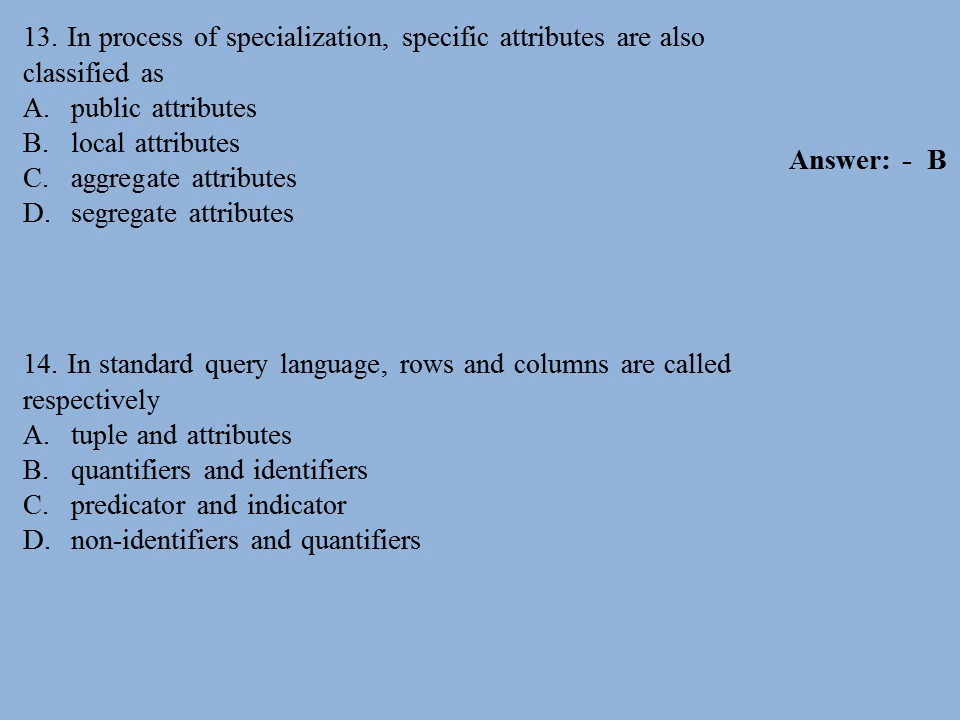 13. In process of specialization, specific attributes are also
classified as
A. public attributes
B. local attributes
C. aggregate attributes
D. segregate attributes
Answer: - B
14. In standard query language, rows and columns are called
respectively
A. tuple and attributes
B. quantifiers and identifiers
C. predicator and indicator
D. non-identifiers and quantifiers